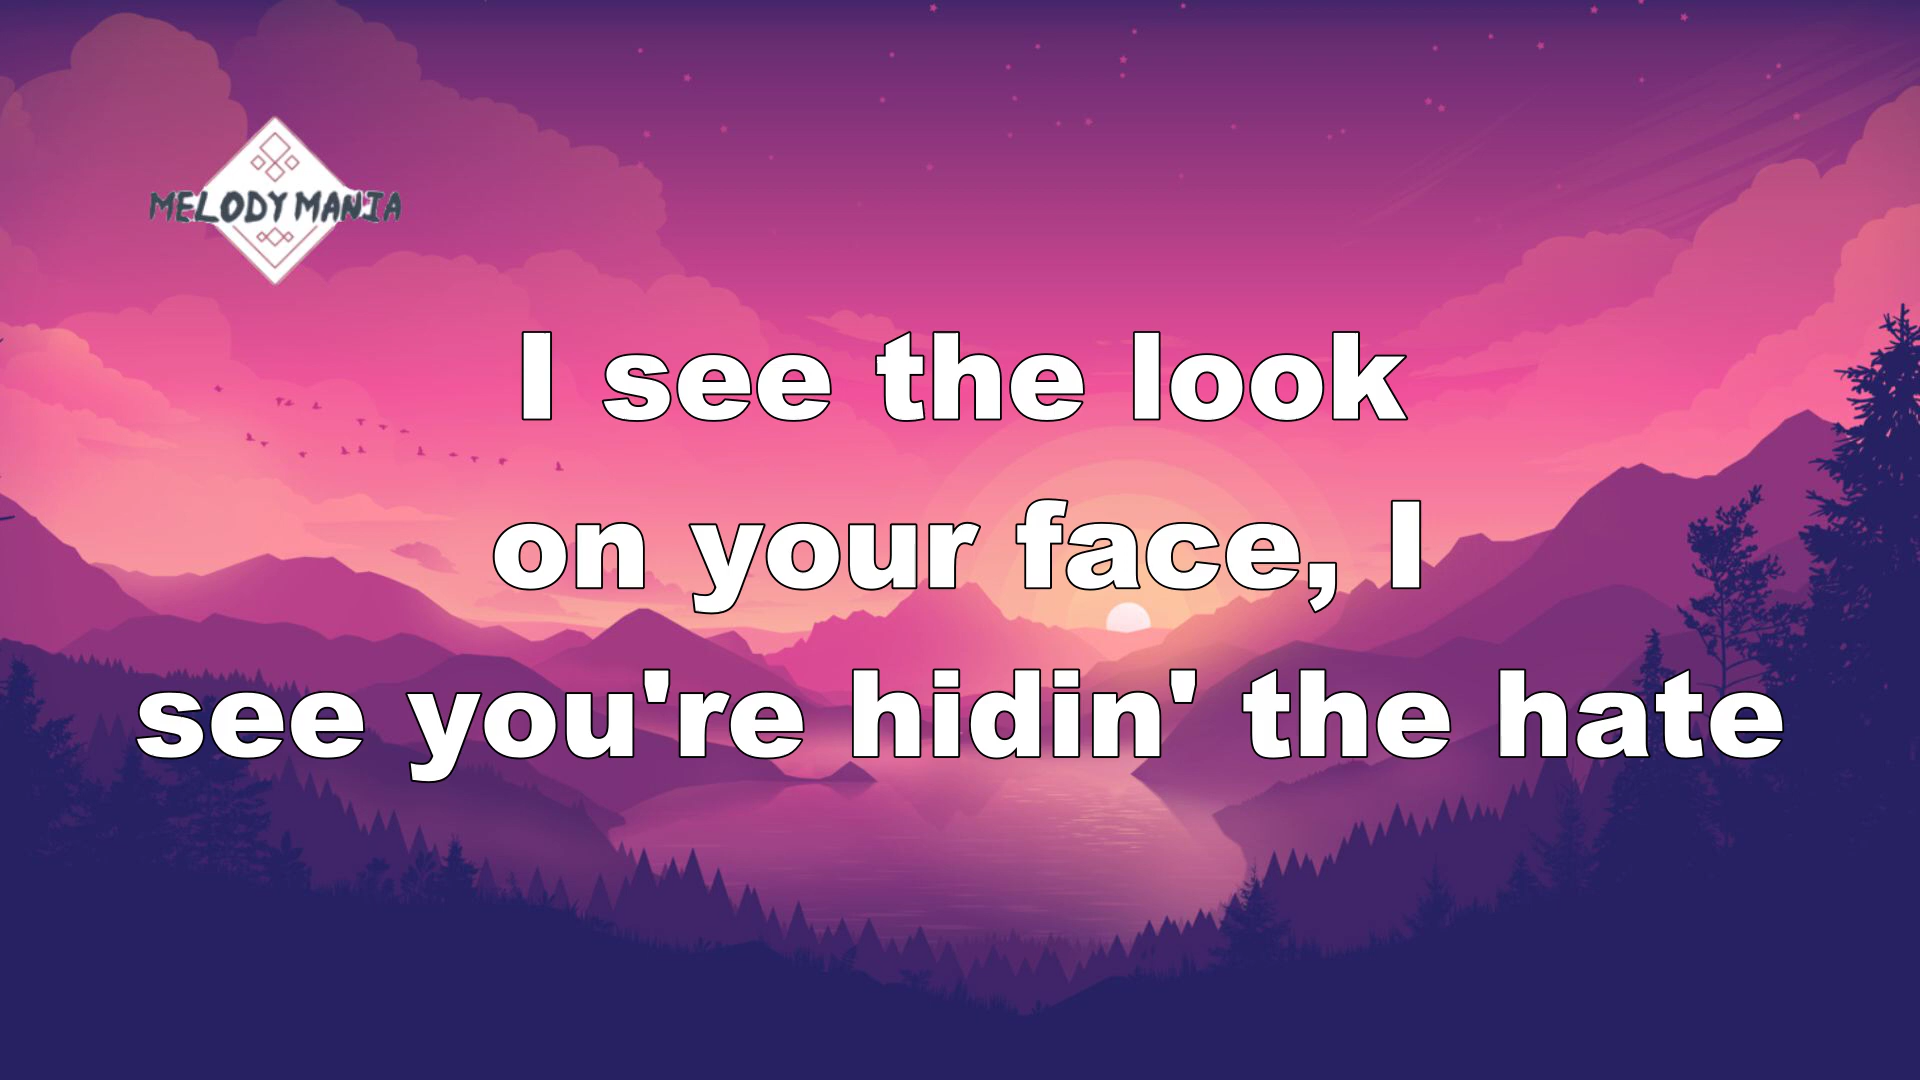 MELODY MANIA
I see the look
on your face, I
see you're hidin' the hate